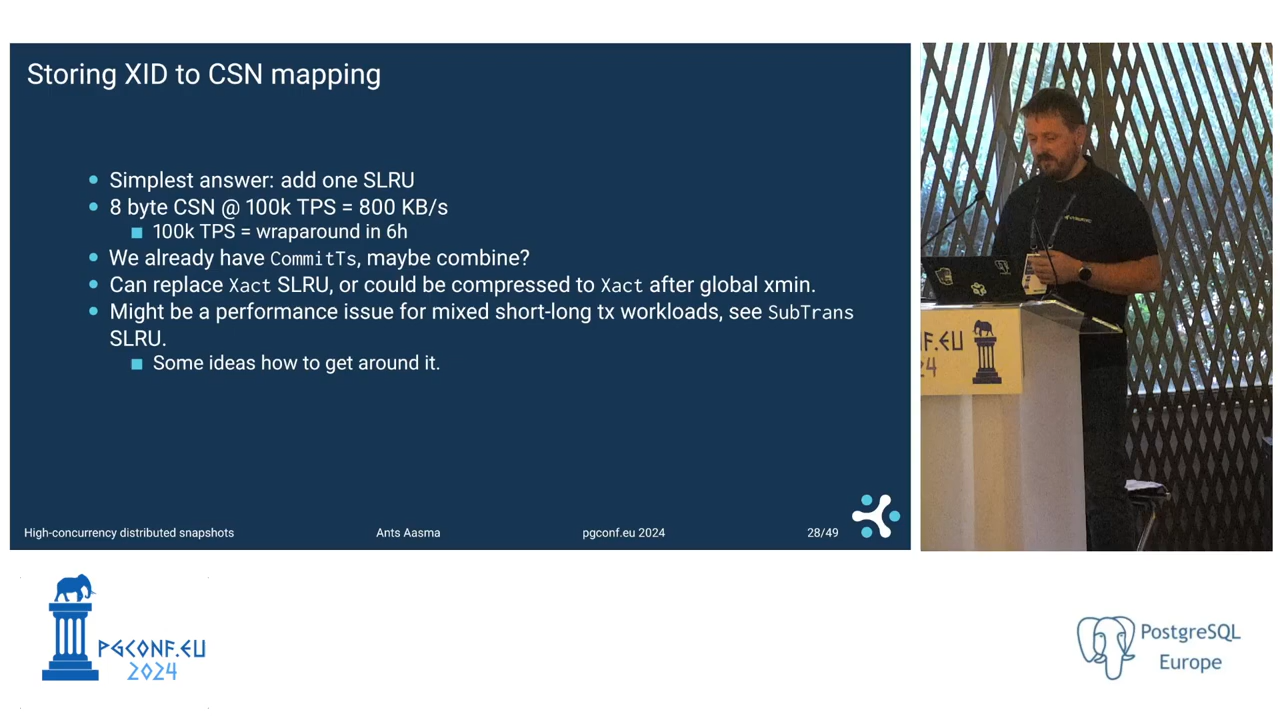 Storing XID to CSN mapping
Simplest answer: add one SLRU
8 byte CSN @ 100k TPS = 800 KB/s
100k TPS = wraparound in 6h
We already have CommitTs, maybe combine?
Can replace Xact SLRU, or could be compressed to Xact after global xmin.
Might be a performance issue for mixed short-long tx workloads, see SubTrans
SLRU.
Some ideas how to get around it.
High-concurrency distributed snapshots
Ants Aasma
pgconf.eu 2024
28/49
NF.EU
24
PGCONF.EU
2024
PostgreSQL
Europe